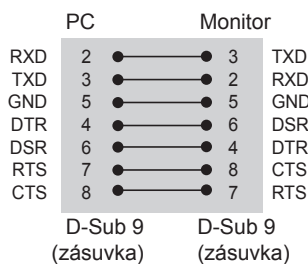 PC Monitor
RXD 2 3 TXD
TXD 3 2 RXD
GND 5 5 GND
DTR 4 6 DSR
DSR 6 4 DTR
RTS 7 8 CTS
CTS 8 7 RTS
D-Sub 9 D-Sub 9
(zásuvka) (zásuvka)